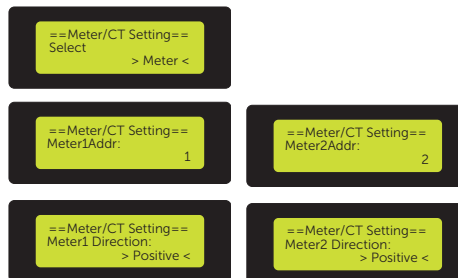 ==Meter/CT Setting==
Select
> Meter <
==Meter/CT Setting==
Meter1Addr:
1
==Meter/CT Setting==
Meter2Addr:
2
==Meter/CT Setting==
Meter1 Direction:
> Positive <
==Meter/CT Setting==
Meter2 Direction:
> Positive <